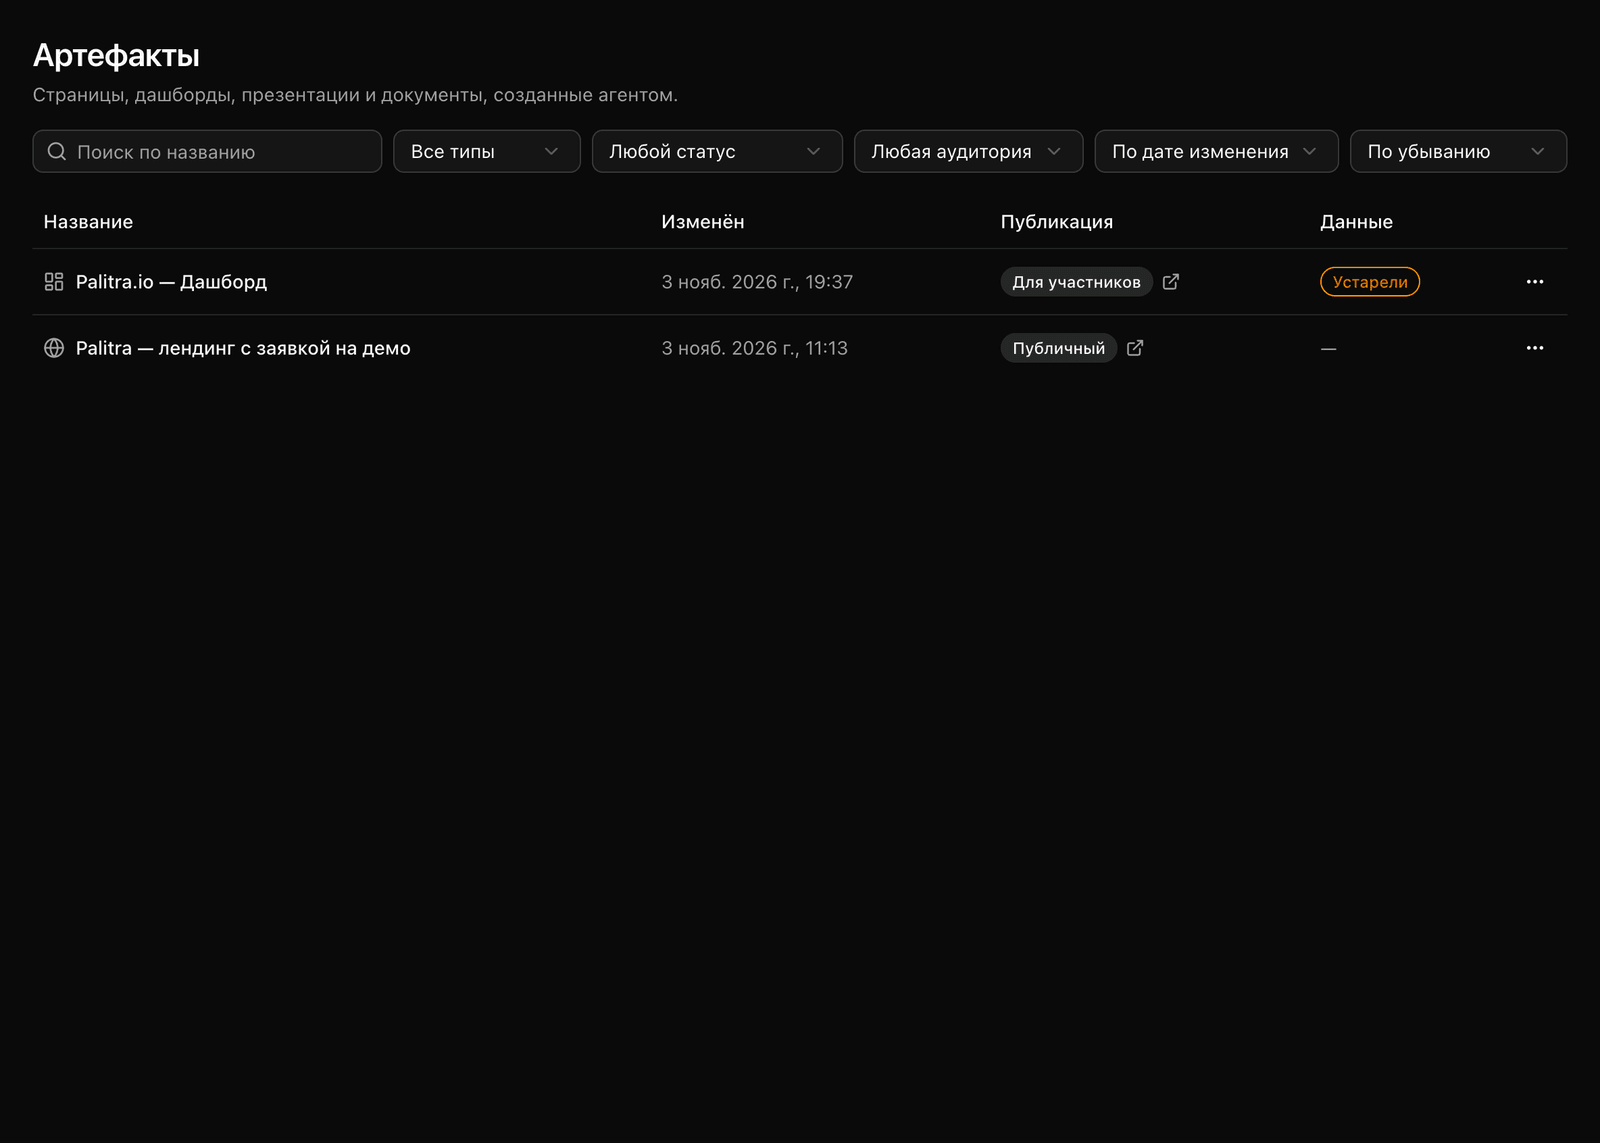 Артефакты
Страницы, дашборды, презентации и документы, созданные агентом.
Поиск по названию Все типы Любой статус Любая аудитория По дате изменения По убыванию
Название Изменён Публикация Данные
Palitra.io — Дашборд 3 нояб. 2026 г., 19:37 Для участников Устарели
Palitra — лендинг с заявкой на демо 3 нояб. 2026 г., 11:13 Публичный —